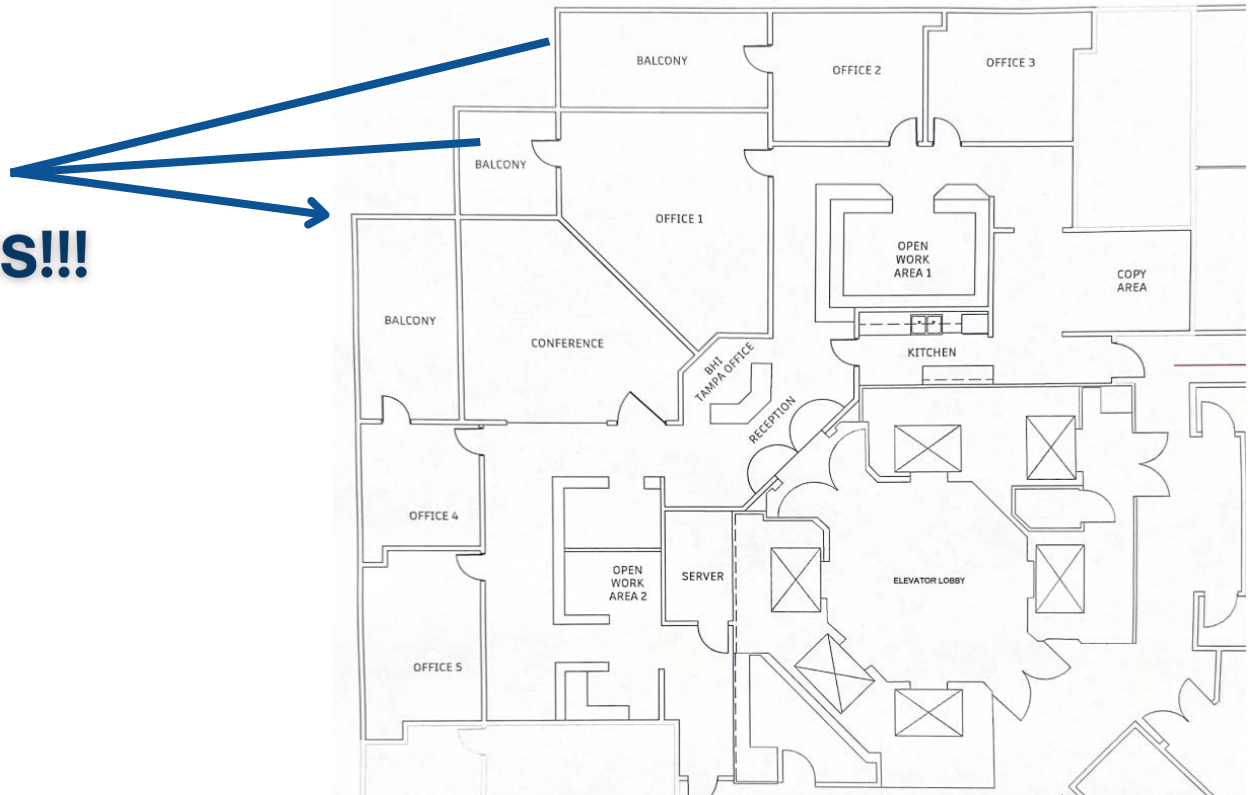 BALCONY
OFFICE 2
OFFICE 3
BALCONY
OFFICE 1
S!!!
OPEN
WORK
AREA 1
COPY
AREA
BALCONY
CONFERENCE
KITCHEN
BHI
TAMPA OFFICE
RECEPTION
OFFICE 4
OPEN
WORK
AREA 2
SERVER
ELEVATOR LOBBY
OFFICE 5